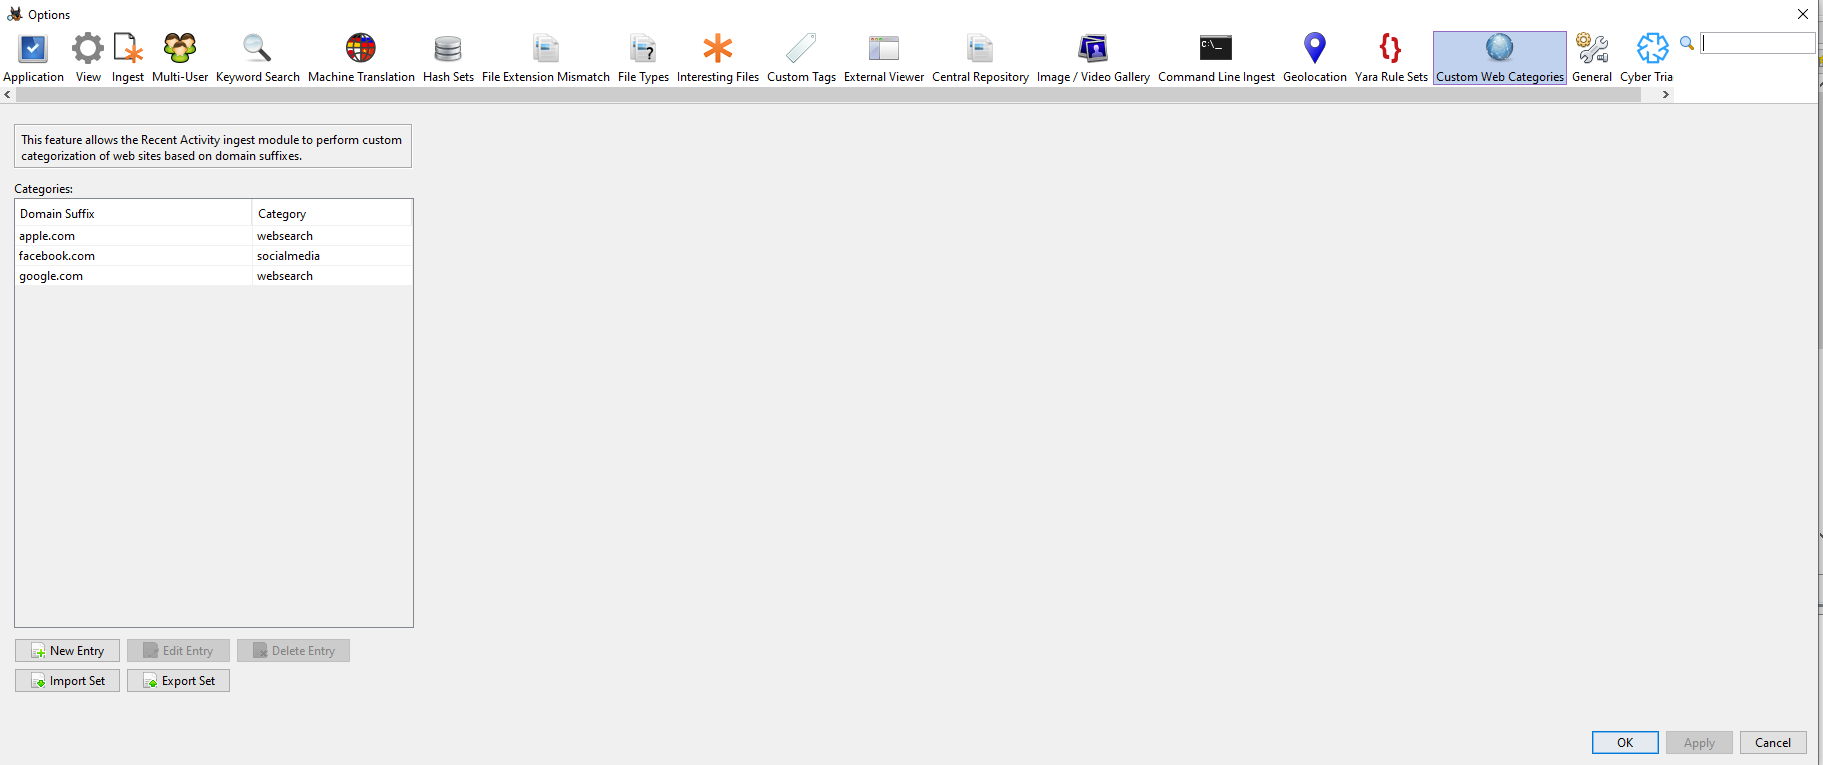 Options
Application View Ingest Multi-User Keyword Search Machine Translation Hash Sets File Extension Mismatch File Types Interesting Files Custom Tags External Viewer Central Repository Image / Video Gallery Command Line Ingest Geolocation Yara Rule Sets Custom Web Categories General Cyber Tria
This feature allows the Recent Activity ingest module to perform custom
categorization of web sites based on domain suffixes.
Categories:
Domain Suffix Category
apple.com websearch
facebook.com socialmedia
google.com websearch
New Entry Edit Entry Delete Entry
Import Set Export Set
OK Apply Cancel